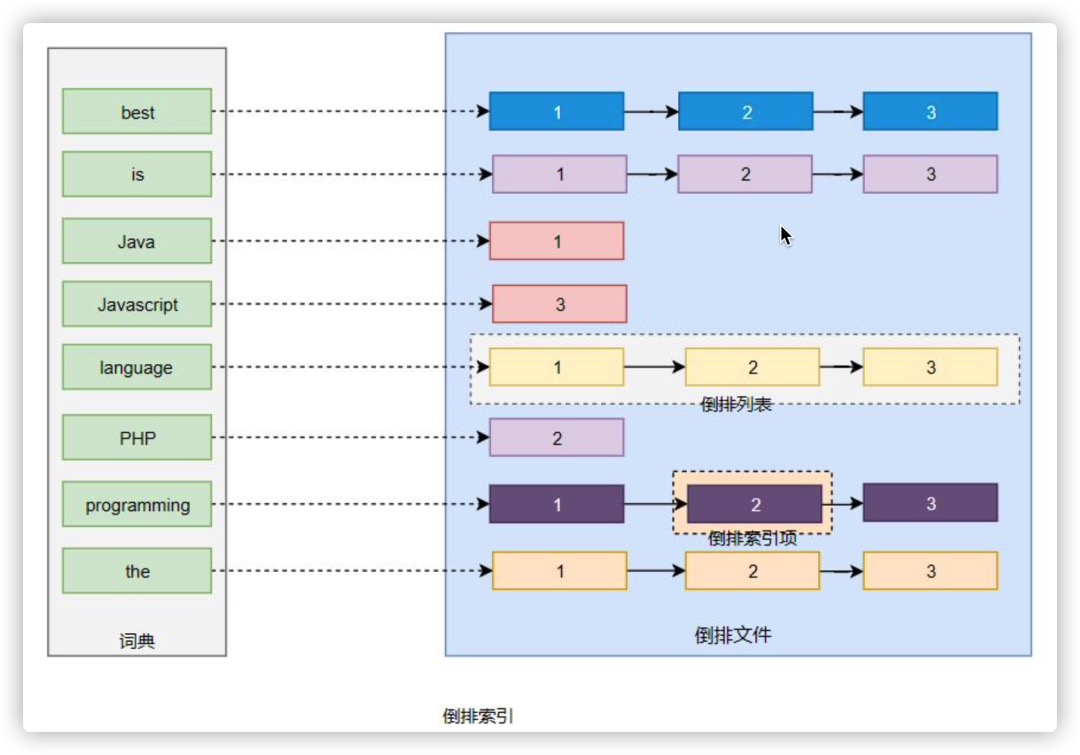 best 1 2 3
is 1 2 3
Java 1
Javascript 3
language 1 2 3
倒排列表
PHP 2
programming 1 2 3
倒排索引项
the 1 2 3
词典
倒排文件
倒排索引